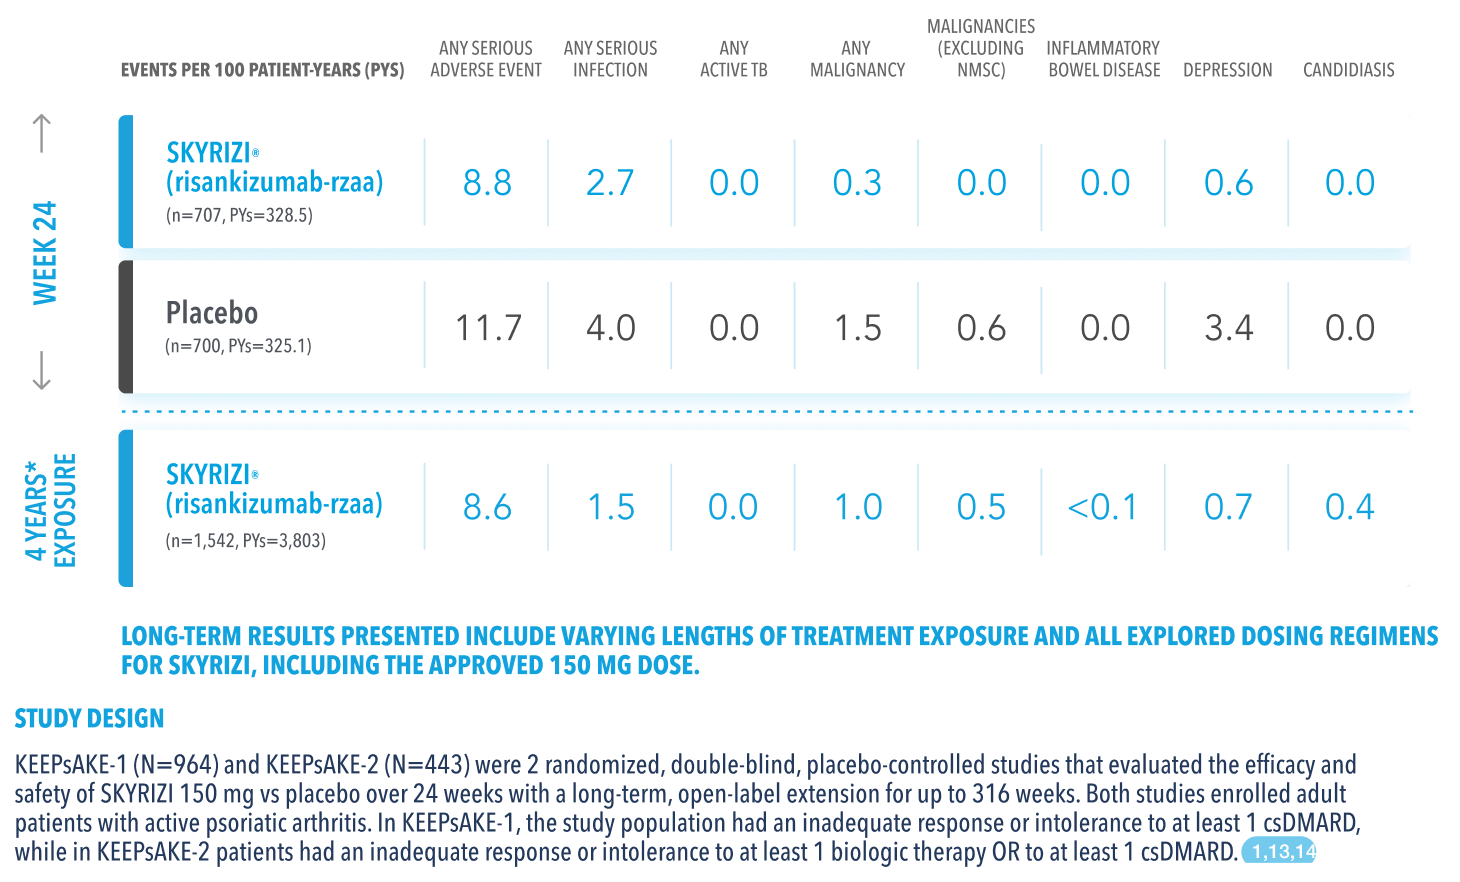 EVENTS PER 100 PATIENT-YEARS (PYS)
ANY SERIOUS
ADVERSE EVENT
ANY SERIOUS
INFECTION
ANY
ACTIVE TB
ANY
MALIGNANCY
MALIGNANCIES
(EXCLUDING
NMSC)
INFLAMMATORY
BOWEL DISEASE
DEPRESSION
CANDIDIASIS
WEEK 24
SKYRIZI®
(risankizumab-rzaa)
(n=707, PYs=328.5)
8.8 2.7 0.0 0.3 0.0 0.0 0.6 0.0
Placebo
(n=700, PYs=325.1)
11.7 4.0 0.0 1.5 0.6 0.0 3.4 0.0
4 YEARS*
EXPOSURE
SKYRIZI®
(risankizumab-rzaa)
(n=1,542, PYs=3,803)
8.6 1.5 0.0 1.0 0.5 <0.1 0.7 0.4
LONG-TERM RESULTS PRESENTED INCLUDE VARYING LENGTHS OF TREATMENT EXPOSURE AND ALL EXPLORED DOSING REGIMENS
FOR SKYRIZI, INCLUDING THE APPROVED 150 MG DOSE.
STUDY DESIGN
KEEPsAKE-1 (N=964) and KEEPsAKE-2 (N=443) were 2 randomized, double-blind, placebo-controlled studies that evaluated the efficacy and
safety of SKYRIZI 150 mg vs placebo over 24 weeks with a long-term, open-label extension for up to 316 weeks. Both studies enrolled adult
patients with active psoriatic arthritis. In KEEPsAKE-1, the study population had an inadequate response or intolerance to at least 1 csDMARD,
while in KEEPsAKE-2 patients had an inadequate response or intolerance to at least 1 biologic therapy OR to at least 1 csDMARD. 1,13,14